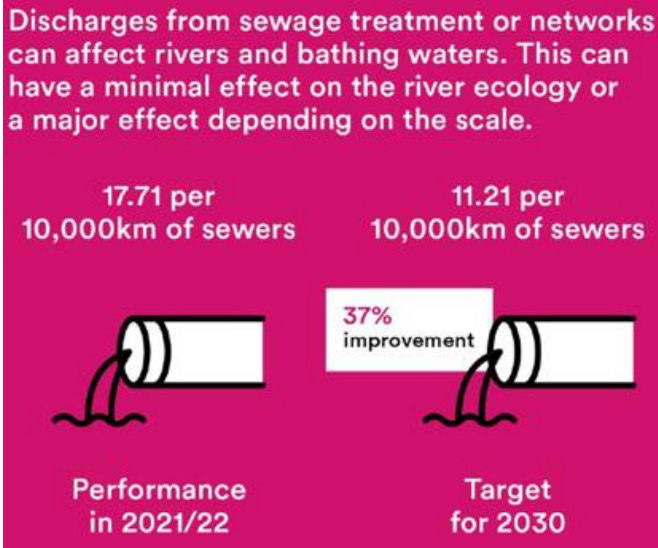 Discharges from sewage treatment or networks
can affect rivers and bathing waters. This can
have a minimal effect on the river ecology or
a major effect depending on the scale.
17.71 per
10,000km of sewers
11.21 per
10,000km of sewers
37%
improvement
Performance
in 2021/22
Target
for 2030